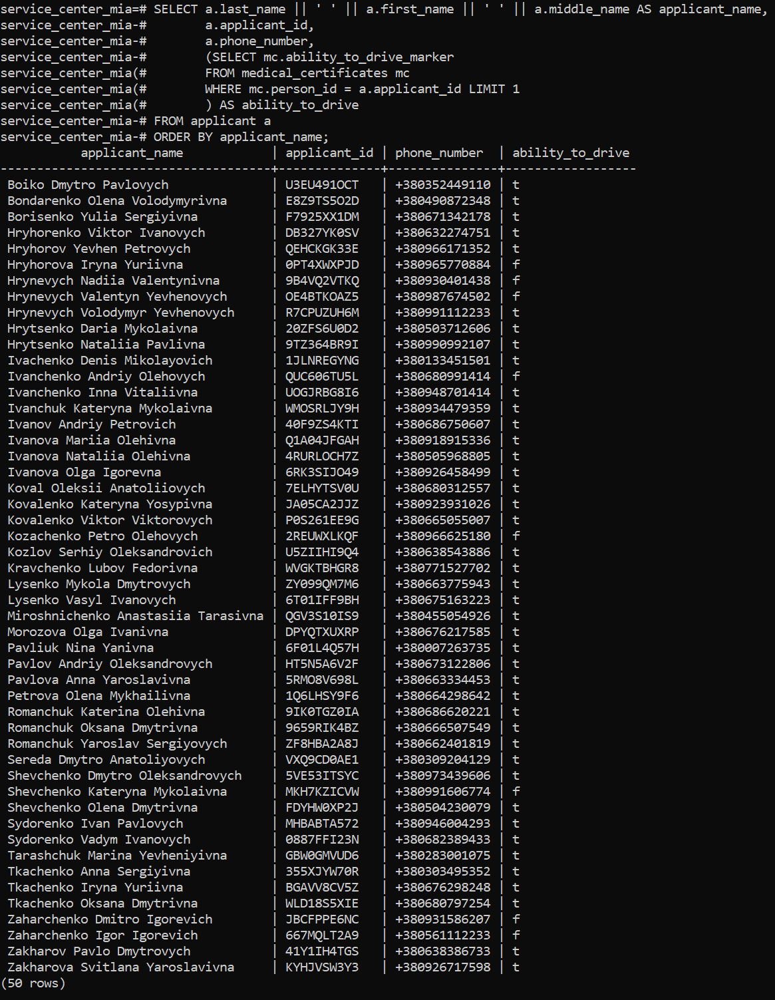 service_center_mia=# SELECT a.last_name || ' ' || a.first_name || ' ' || a.middle_name AS applicant_name,
service_center_mia-#        a.applicant_id,
service_center_mia-#        a.phone_number,
service_center_mia-#        (SELECT mc.ability_to_drive_marker
service_center_mia(#        FROM medical_certificates mc
service_center_mia(#        WHERE mc.person_id = a.applicant_id LIMIT 1
service_center_mia(#        ) AS ability_to_drive
service_center_mia-# FROM applicant a
service_center_mia-# ORDER BY applicant_name;
           applicant_name            | applicant_id | phone_number  | ability_to_drive
-------------------------------------+--------------+---------------+------------------
 Boiko Dmytro Pavlovych              | U3EU491OCT   | +380352449110 | t
 Bondarenko Olena Volodymyrivna      | E8Z9TS5O2D   | +380490872348 | t
 Borisenko Yulia Sergiyivna          | F7925XX1DM   | +380671342178 | t
 Hryhorenko Viktor Ivanovych         | DB327YK0SV   | +380632274751 | t
 Hryhorov Yevhen Petrovych           | QEHCKGK33E   | +380966171352 | t
 Hryhorova Iryna Yuriivna            | 0PT4XWXPJD   | +380965770884 | f
 Hrynevych Nadiia Valentynivna       | 9B4VQ2VTKQ   | +380930401438 | f
 Hrynevych Valentyn Yevhenovych      | OE4BTKOAZ5   | +380987674502 | f
 Hrynevych Volodymyr Yevhenovych     | R7CPUZUH6M   | +380991112233 | t
 Hrytsenko Daria Mykolaivna          | 20ZFS6U0D2   | +380503712606 | t
 Hrytsenko Nataliia Pavlivna         | 9TZ364BR9I   | +380990992107 | t
 Ivachenko Denis Mikolayovich        | 1JLNREGYNG   | +380133451501 | t
 Ivanchenko Andriy Olehovych         | QUC606TU5L   | +380680991414 | f
 Ivanchenko Inna Vitaliivna          | UOGJRBG8I6   | +380948701414 | t
 Ivanchuk Kateryna Mykolaivna        | WMOSRLJY9H   | +380934479359 | t
 Ivanov Andriy Petrovich             | 40F9ZS4KTI   | +380686750607 | t
 Ivanova Mariia Olehivna             | Q1A04JFGAH   | +380918915336 | t
 Ivanova Nataliia Olehivna           | 4RURLOCH7Z   | +380505968805 | t
 Ivanova Olga Igorevna               | 6RK3SIJO49   | +380926458499 | t
 Koval Oleksii Anatoliiovych         | 7ELHYTSV0U   | +380680312557 | t
 Kovalenko Kateryna Yosypivna        | JA05CA2JJZ   | +380923931026 | t
 Kovalenko Viktor Viktorovych        | P0S261EE9G   | +380665055007 | t
 Kozachenko Petro Olehovych          | 2REUWXLKQF   | +380966625180 | f
 Kozlov Serhiy Oleksandrovich        | U5ZIIHI9Q4   | +380638543886 | t
 Kravchenko Lubov Fedorivna          | WVGKTBHGR8   | +380771527702 | t
 Lysenko Mykola Dmytrovych           | ZY099QM7M6   | +380663775943 | t
 Lysenko Vasyl Ivanovych             | 6T01IFF9BH   | +380675163223 | t
 Miroshnichenko Anastasiia Tarasivna | QGV3S10IS9   | +380455054926 | t
 Morozova Olga Ivanivna              | DPYQTXUXRP   | +380676217585 | t
 Pavliuk Nina Yanivna                | 6F01L4Q57H   | +380007263735 | t
 Pavlov Andriy Oleksandrovych        | HT5N5A6V2F   | +380673122806 | t
 Pavlova Anna Yaroslavivna           | 5RMO8V698L   | +380663334453 | t
 Petrova Olena Mykhailivna           | 1Q6LHSY9F6   | +380664298642 | t
 Romanchuk Katerina Olehivna         | 9IK0TGZ0IA   | +380686620221 | t
 Romanchuk Oksana Dmytrivna          | 9659RIK4BZ   | +380666507549 | t
 Romanchuk Yaroslav Sergiyovych      | ZF8HBA2A8J   | +380662401819 | t
 Sereda Dmytro Anatoliyovych         | VXQ9CD0AE1   | +380309204129 | t
 Shevchenko Dmytro Oleksandrovych    | 5VE53ITSYC   | +380973439606 | t
 Shevchenko Kateryna Mykolaivna      | MKH7KZICVW   | +380991606774 | f
 Shevchenko Olena Dmytrivna          | FDYHW0XP2J   | +380504230079 | t
 Sydorenko Ivan Pavlovych            | MHBABTA572   | +380946004293 | t
 Sydorenko Vadym Ivanovych           | 0887FFI23N   | +380682389433 | t
 Tarashchuk Marina Yevheniyivna      | GBW0GMVUD6   | +380283001075 | t
 Tkachenko Anna Sergiyivna           | 355XJYW70R   | +380303495352 | t
 Tkachenko Iryna Yuriivna            | BGAVV8CV5Z   | +380676298248 | t
 Tkachenko Oksana Dmytrivna          | WLD18S5XIE   | +380680797254 | t
 Zaharchenko Dmitro Igorevich        | JBCFPPE6NC   | +380931586207 | f
 Zaharchenko Igor Igorevich          | 667MQLT2A9   | +380561112233 | f
 Zakharov Pavlo Dmytrovych           | 41Y1IH4TGS   | +380638386733 | t
 Zakharova Svitlana Yaroslavivna     | KYHJVSW3Y3   | +380926717598 | t
(50 rows)